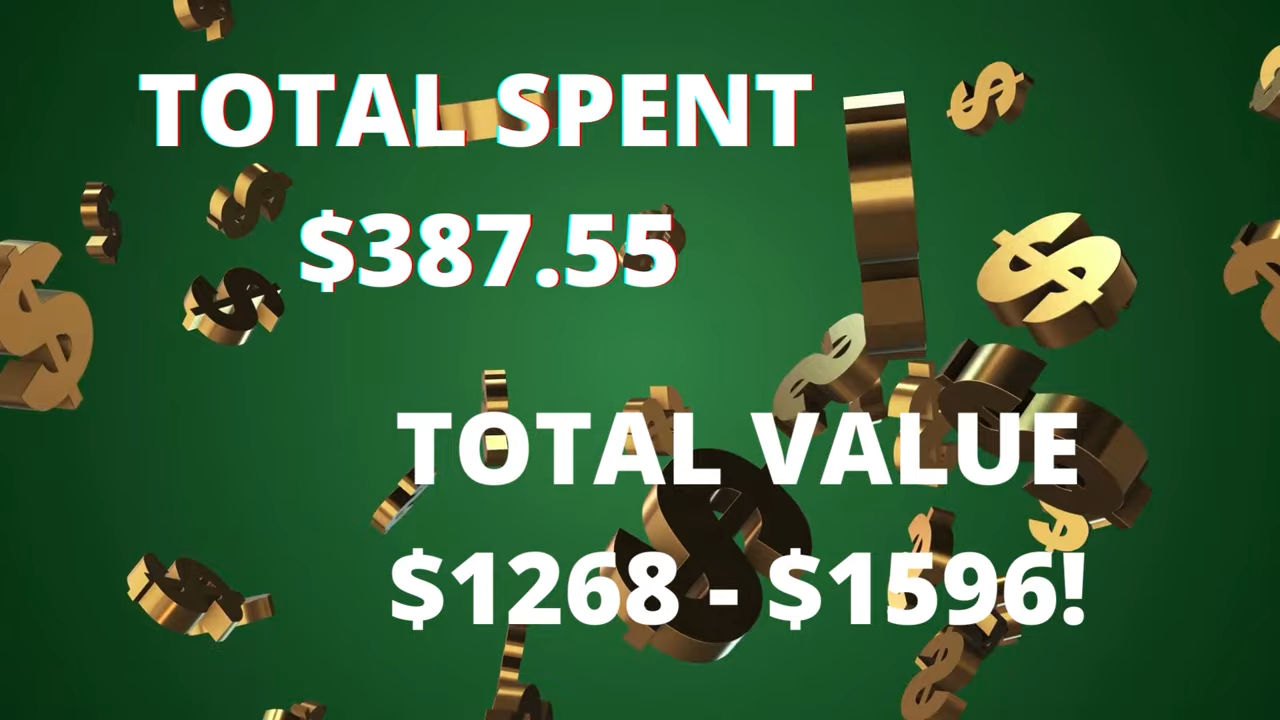 TOTAL SPENT
$387.55
TOTAL VALUE
$1268 - $1596!